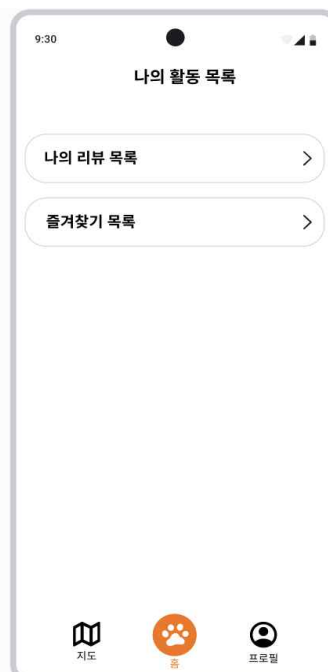 9:30
나의 활동 목록
나의 리뷰 목록
즐겨찾기 목록
지도
홈
프로필